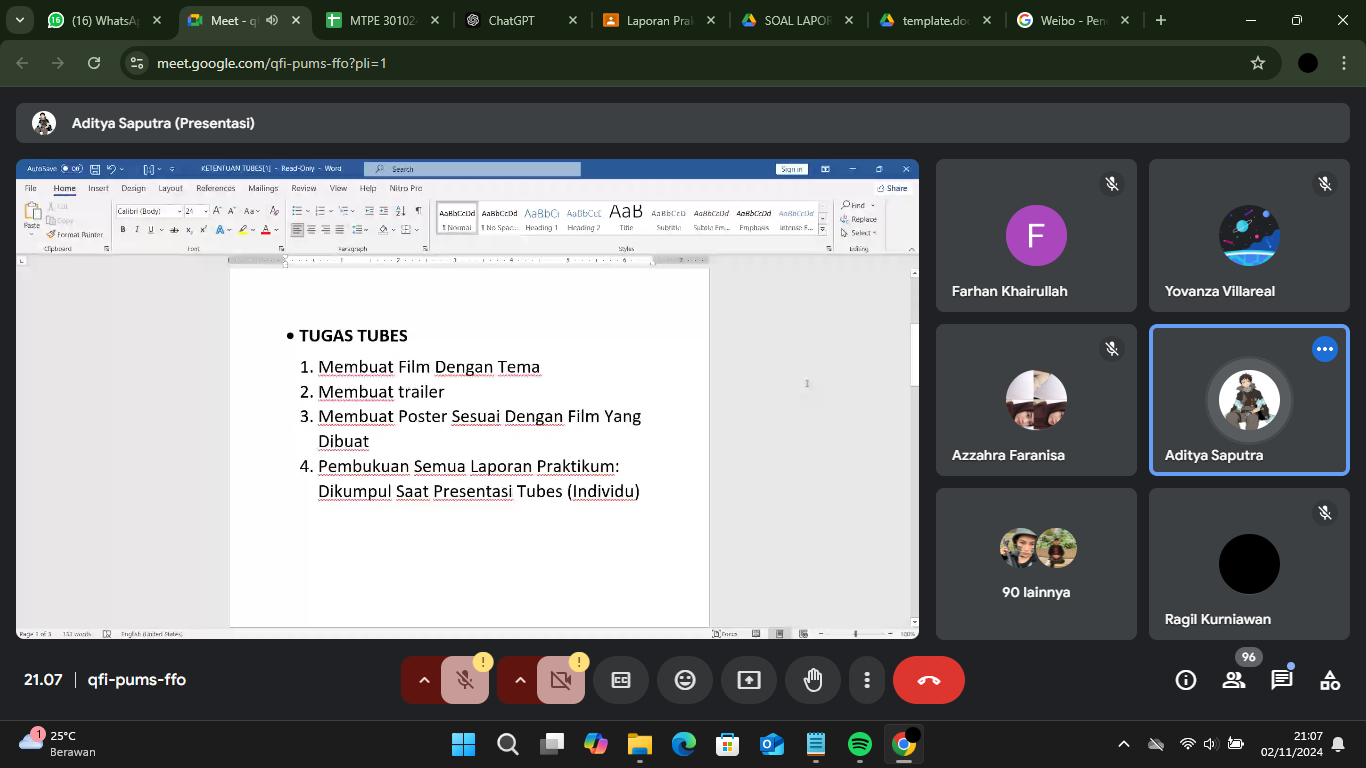 (16) WhatsA
Meet - qf
MTPE 30102
ChatGPT
Laporan Pra
SOAL LAPOR
template.do
Weibo - Pen
meet.google.com/qfi-pums-ffo?pli=1
Aditya Saputra (Presentasi)
AutoSave Off
KETENTUAN TUBES[1] - Read-Only - Word
Search
Sign in
File Home Insert Design Layout References Mailings Review View Help Nitro Pro
Share
Paste
Cut
Copy
Format Painter
Calibri (Body) 24
AaBbCcDd AaBbCcDd AaBbCc AaBbCcC AaB AaBbCcD AaBbCcDd AaBbCcDd AaBbCcDd
¶ Normal ¶ No Spac... Heading 1 Heading 2 Title Subtitle Subtle Em... Emphasis Intense E...
Find
Replace
Select
Clipboard Font Paragraph Styles Editing
1 2 3 4 5 6 7
• TUGAS TUBES
1. Membuat Film Dengan Tema
2. Membuat trailer
3. Membuat Poster Sesuai Dengan Film Yang
Dibuat
4. Pembukuan Semua Laporan Praktikum:
Dikumpul Saat Presentasi Tubes (Individu)
Page 1 of 3 153 words English (United States)
Focus
100%
F
Farhan Khairullah
Yovanza Villareal
Azzahra Faranisa
Aditya Saputra
90 lainnya
Ragil Kurniawan
21.07 | qfi-pums-ffo
96
1
25°C
Berawan
21:07
02/11/2024